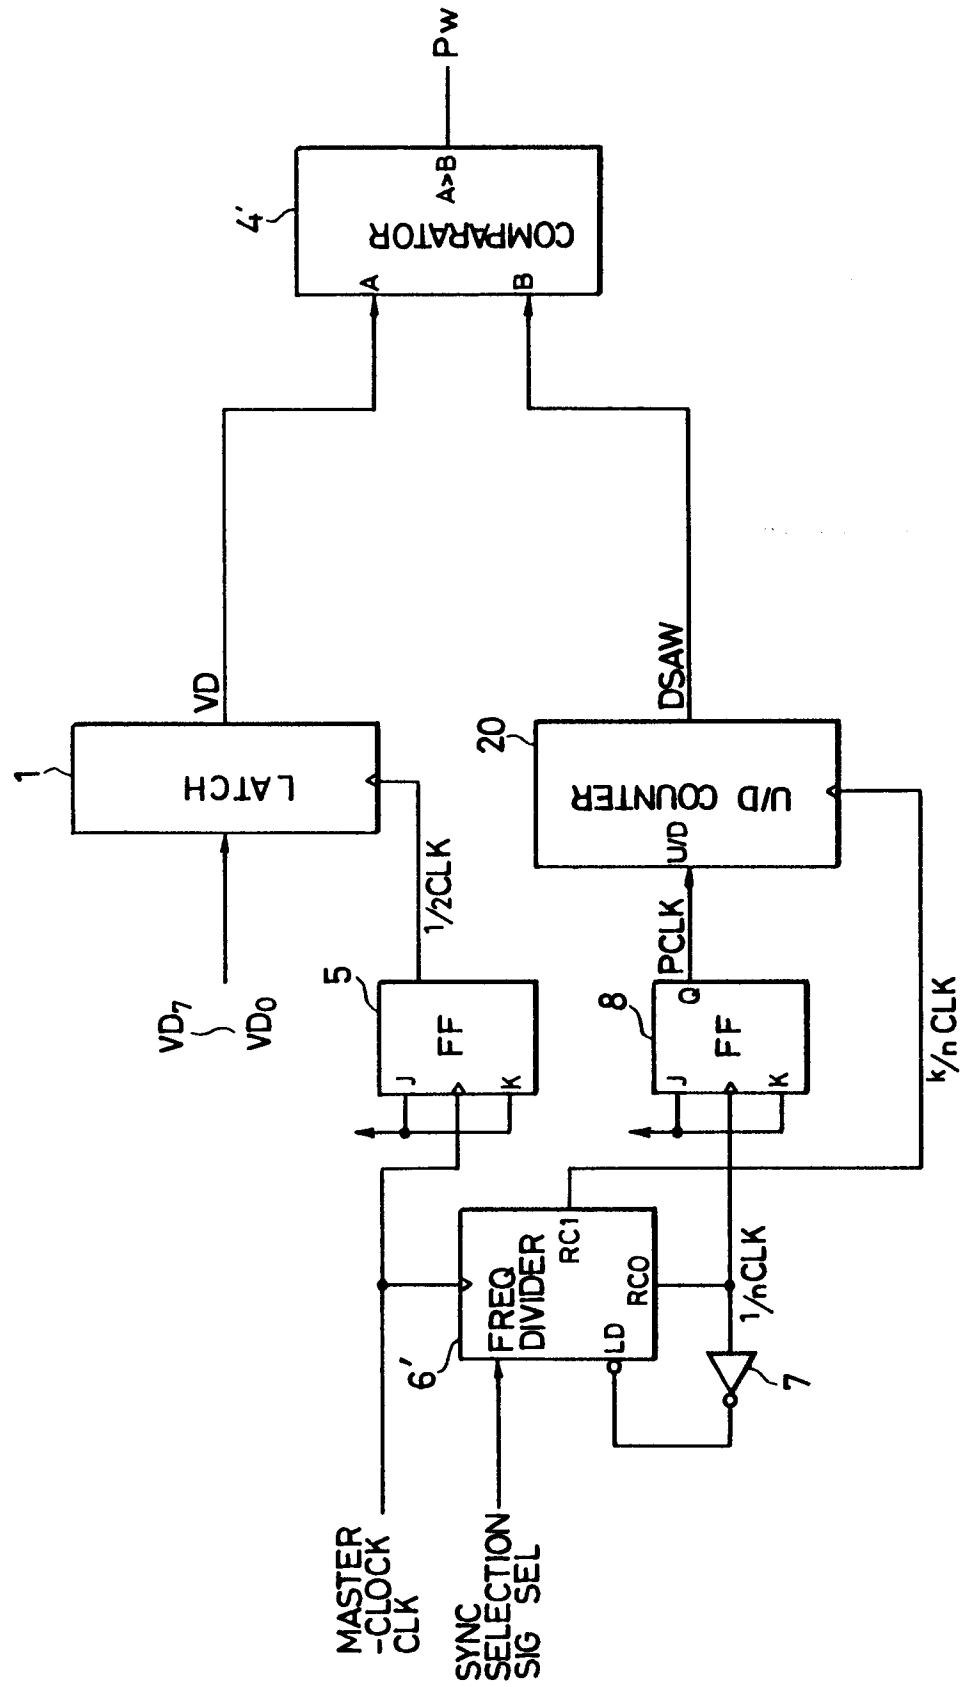 1
VD₇
VD₀
LATCH
VD
4'
A
B
COMPARATOR
A>B
Pw
5
J
K
FF
1/2CLK
MASTER
-CLOCK
CLK
SYNC
SELECTION
SIG SEL
6'
FREQ
DIVIDER
RC1
LD
RC0
7
1/nCLK
8
J
K
FF
Q
PCLK
20
U/D
U/D COUNTER
DSAW
k/n CLK